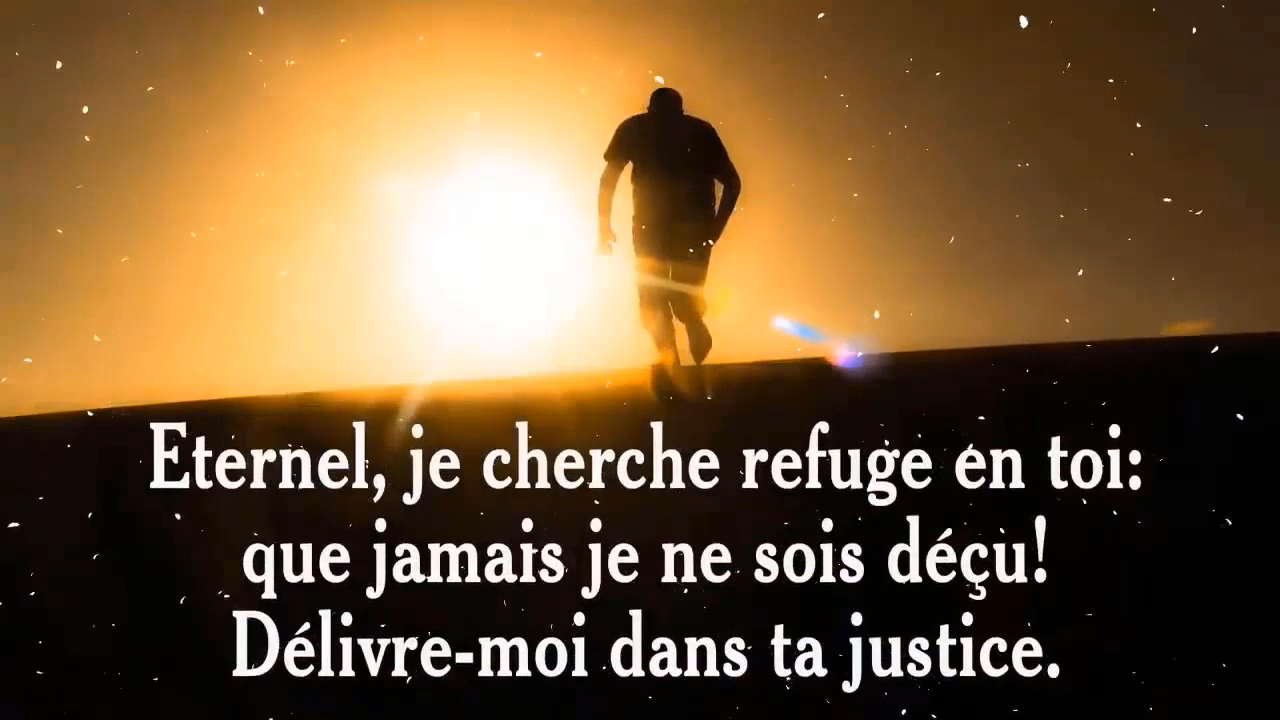 Eternel, je cherche refuge en toi:
que jamais je ne sois déçu!
Délivre-moi dans ta justice.